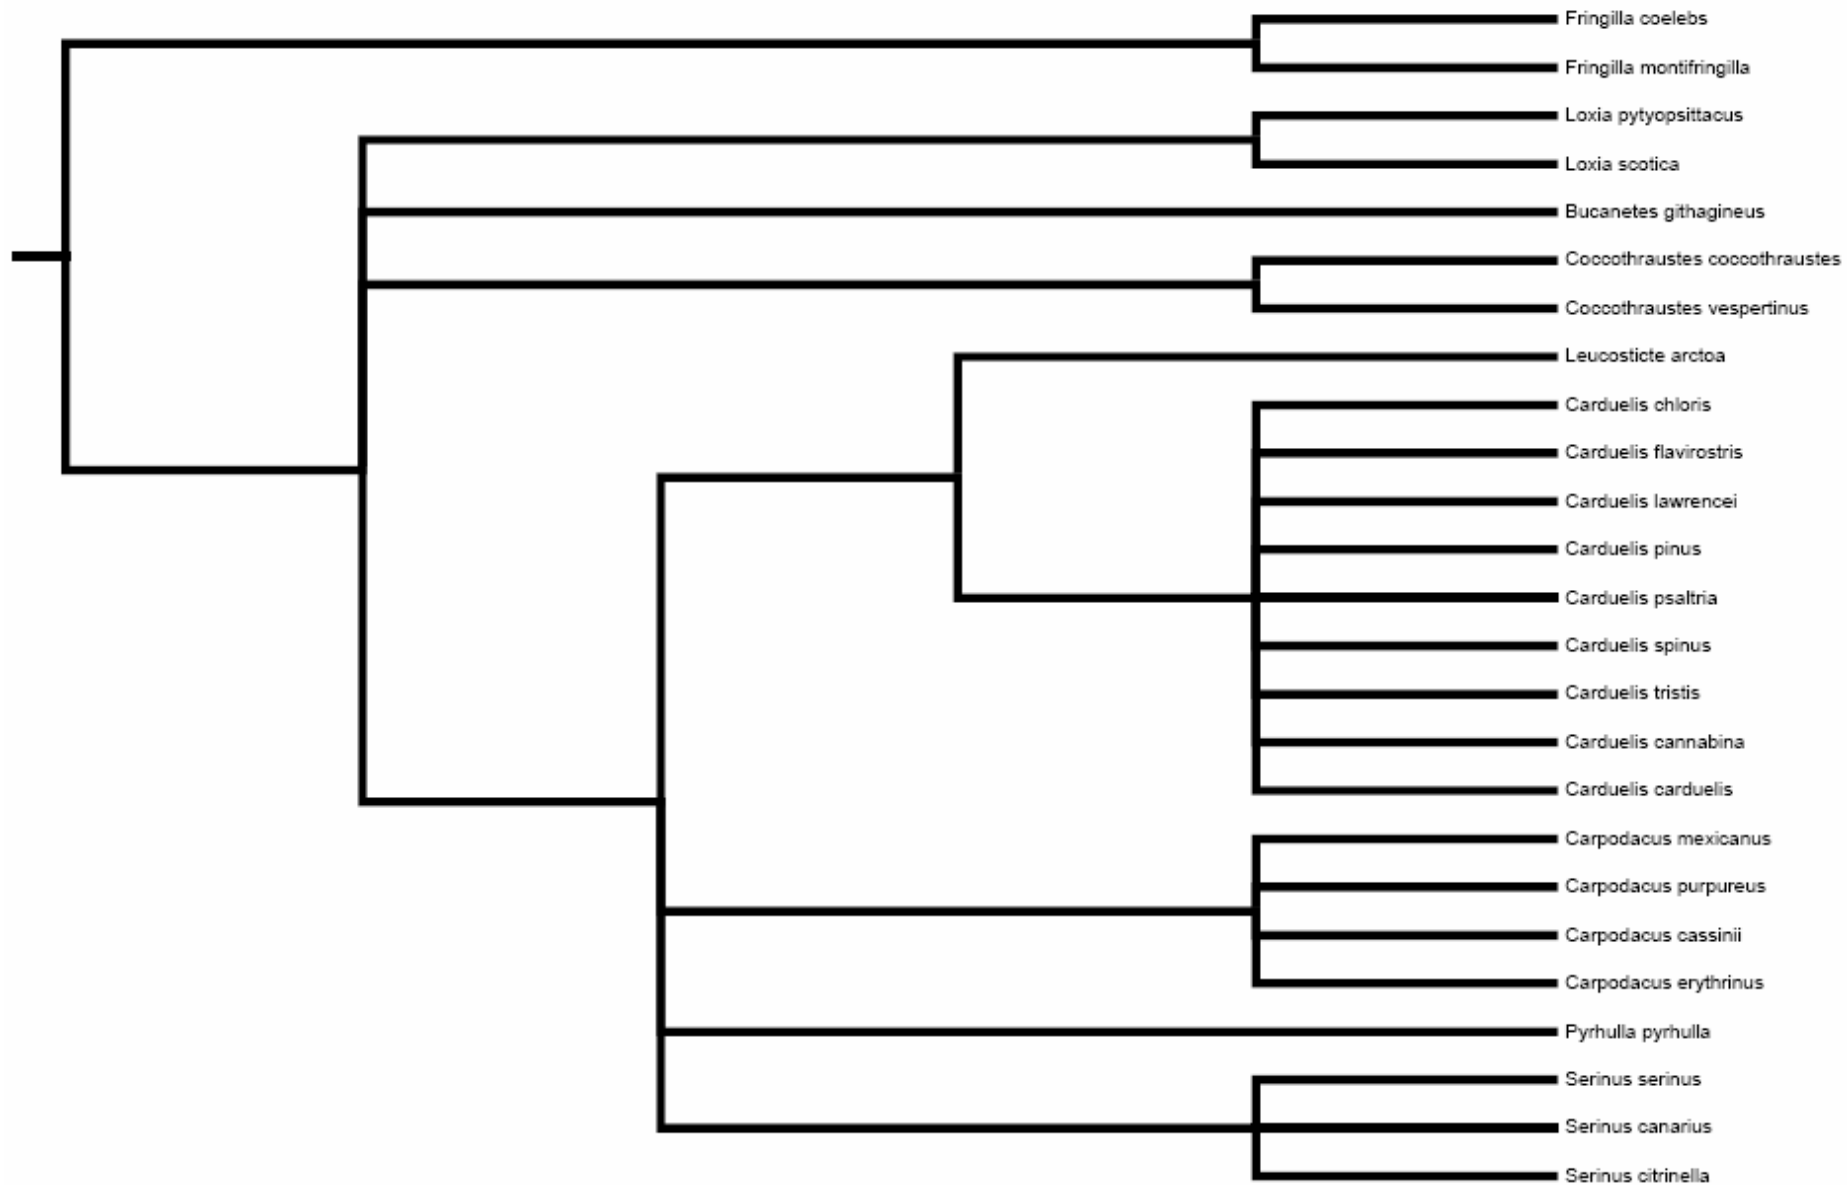 Fringilla coelebs
Fringilla montifringilla
Loxia pytyopsittacus
Loxia scotica
Bucanetes githagineus
Coccothraustes coccothraustes
Coccothraustes vespertinus
Leucosticte arctoa
Carduelis chloris
Carduelis flavirostris
Carduelis lawrencei
Carduelis pinus
Carduelis psaltria
Carduelis spinus
Carduelis tristis
Carduelis cannabina
Carduelis carduelis
Carpodacus mexicanus
Carpodacus purpureus
Carpodacus cassinii
Carpodacus erythrinus
Pyrhulla pyrhulla
Serinus serinus
Serinus canarius
Serinus citrinella